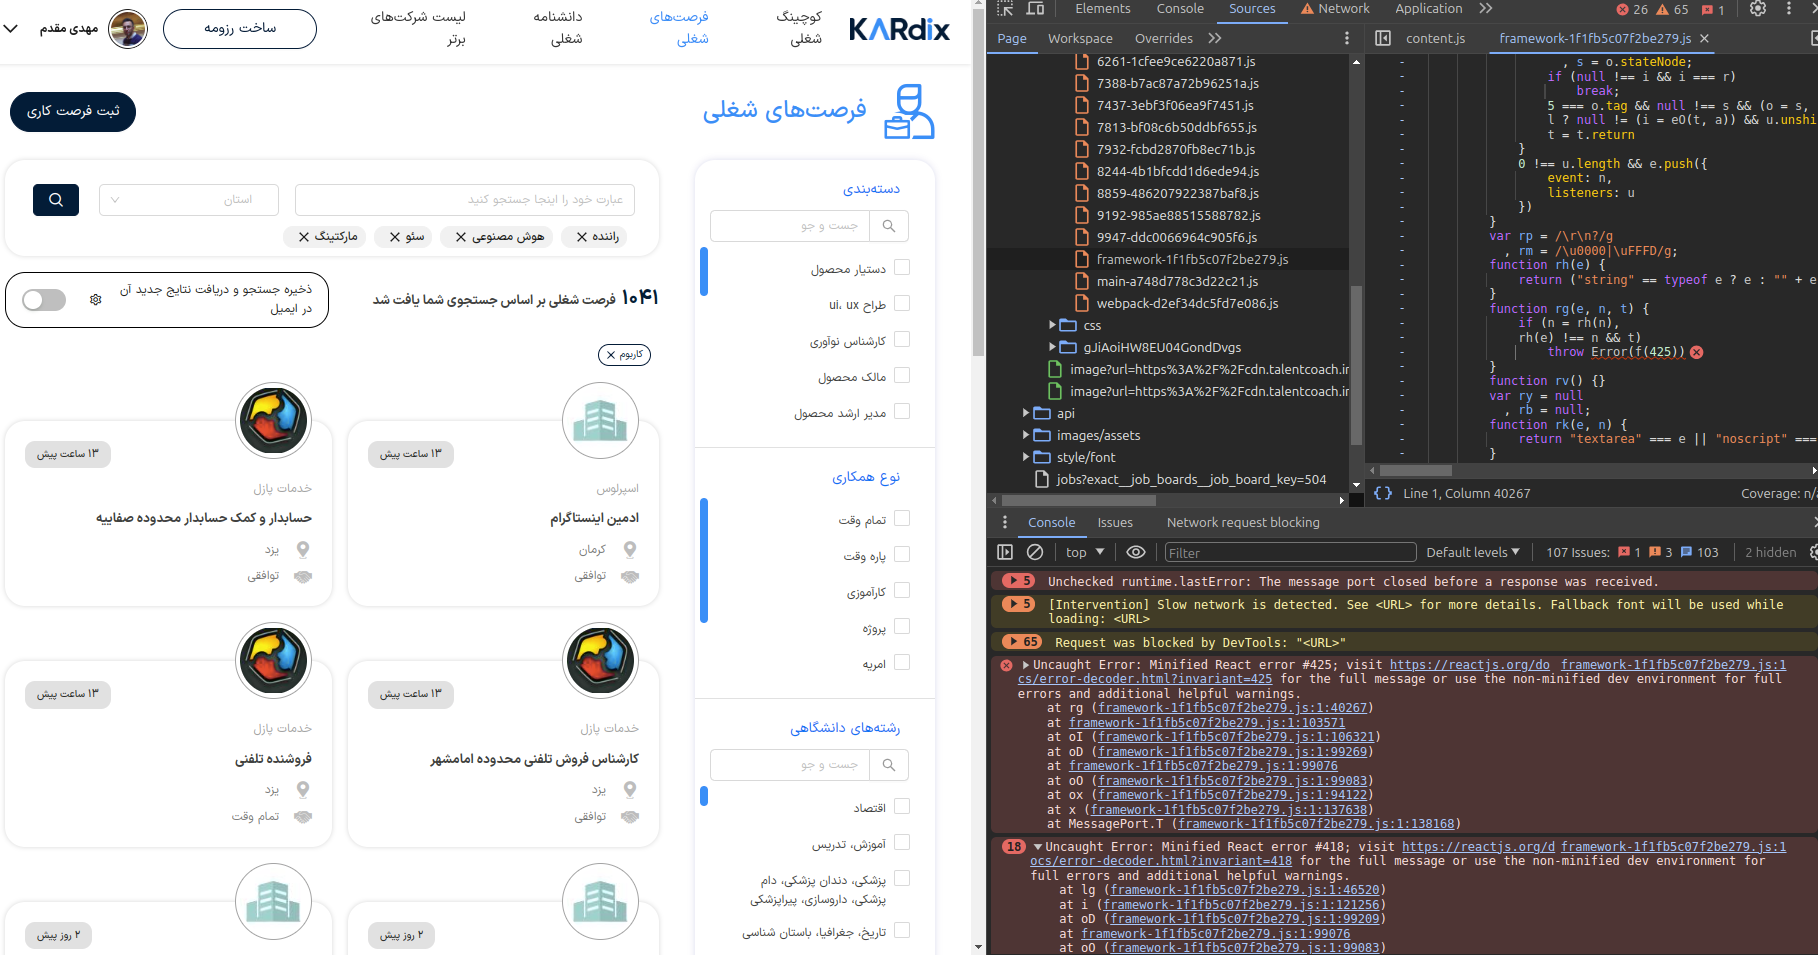 KARdix
کوچینگ شغلی
فرصت‌های شغلی
دانشنامه شغلی
لیست شرکت‌های برتر
ساخت رزومه
مهدی مقدم
فرصت‌های شغلی
ثبت فرصت کاری
دسته‌بندی
جست و جو
دستیار محصول
طراح ui، ux
کارشناس نوآوری
مالک محصول
مدیر ارشد محصول
نوع همکاری
تمام وقت
پاره وقت
کارآموزی
پروژه
امریه
رشته‌های دانشگاهی
جست و جو
اقتصاد
آموزش، تدریس
پزشکی، دندان پزشکی، دام
پزشکی، داروسازی، پیراپزشکی
تاریخ، جغرافیا، باستان شناسی
عبارت خود را اینجا جستجو کنید
استان
راننده
هوش مصنوعی
سئو
مارکتینگ
۱۰۴۱ فرصت شغلی بر اساس جستجوی شما یافت شد
ذخیره جستجو و دریافت نتایج جدید آن
در ایمیل
کاربوم
۱۳ ساعت پیش
اسپرلوس
ادمین اینستاگرام
کرمان
توافقی
۱۳ ساعت پیش
خدمات پازل
حسابدار و کمک حسابدار محدوده صفاییه
یزد
توافقی
۱۳ ساعت پیش
خدمات پازل
کارشناس فروش تلفنی محدوده امامشهر
یزد
توافقی
۱۳ ساعت پیش
خدمات پازل
فروشنده تلفنی
یزد
تمام وقت
۲ روز پیش
۲ روز پیش
Elements Console Sources Network Application 26 65 1
Page Workspace Overrides
content.js framework-1f1fb5c07f2be279.js
6261-1cfee9ce6220a871.js
7388-b7ac87a72b96251a.js
7437-3ebf3f06ea9f7451.js
7813-bf08c6b50ddbf655.js
7932-fcbd2870fb8ec71b.js
8244-4b1bfcdd1d6ede94.js
8859-486207922387baf8.js
9192-985ae88515588782.js
9947-ddc0066964c905f6.js
framework-1f1fb5c07f2be279.js
main-a748d778c3d22c21.js
webpack-d2ef34dc5fd7e086.js
css
gJiAoiHW8EU04GondDvgs
image?url=https%3A%2F%2Fcdn.talentcoach.ir
image?url=https%3A%2F%2Fcdn.talentcoach.ir
api
images/assets
style/font
jobs?exact__job_boards__job_board_key=504
, s = o.stateNode;
if (null !== i && i === r)
break;
5 === o.tag && null !== s && (o = s,
l ? null != (i = eO(t, a)) && u.unshi
t = t.return
}
0 !== u.length && e.push({
event: n,
listeners: u
})
}
var rp = /\r\n?/g
, rm = /\u0000|\uFFFD/g;
function rh(e) {
return ("string" == typeof e ? e : "" + e
}
function rg(e, n, t) {
if (n = rh(n),
rh(e) !== n && t)
throw Error(f(425))
}
function rv() {}
var ry = null
, rb = null;
function rk(e, n) {
return "textarea" === e || "noscript" ===
}
{} Line 1, Column 40267 Coverage: n/
Console Issues Network request blocking
top Filter Default levels 107 Issues: 1 3 103 2 hidden
5 Unchecked runtime.lastError: The message port closed before a response was received.
5 [Intervention] Slow network is detected. See <URL> for more details. Fallback font will be used while
loading: <URL>
65 Request was blocked by DevTools: "<URL>"
Uncaught Error: Minified React error #425; visit https://reactjs.org/do framework-1f1fb5c07f2be279.js:1
cs/error-decoder.html?invariant=425 for the full message or use the non-minified dev environment for full
errors and additional helpful warnings.
at rg (framework-1f1fb5c07f2be279.js:1:40267)
at framework-1f1fb5c07f2be279.js:1:103571
at oI (framework-1f1fb5c07f2be279.js:1:106321)
at oD (framework-1f1fb5c07f2be279.js:1:99269)
at framework-1f1fb5c07f2be279.js:1:99076
at oO (framework-1f1fb5c07f2be279.js:1:99083)
at ox (framework-1f1fb5c07f2be279.js:1:94122)
at x (framework-1f1fb5c07f2be279.js:1:137638)
at MessagePort.T (framework-1f1fb5c07f2be279.js:1:138168)
18 Uncaught Error: Minified React error #418; visit https://reactjs.org/d framework-1f1fb5c07f2be279.js:1
ocs/error-decoder.html?invariant=418 for the full message or use the non-minified dev environment for
full errors and additional helpful warnings.
at lg (framework-1f1fb5c07f2be279.js:1:46520)
at i (framework-1f1fb5c07f2be279.js:1:121256)
at oD (framework-1f1fb5c07f2be279.js:1:99209)
at framework-1f1fb5c07f2be279.js:1:99076
at oO (framework-1f1fb5c07f2be279.js:1:99083)